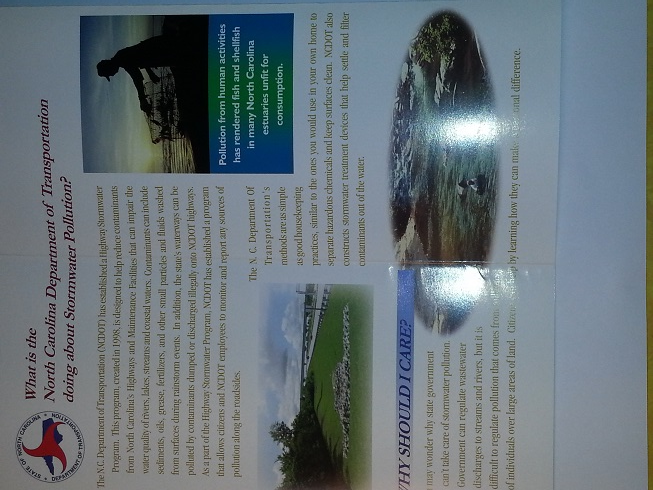 What is the
North Carolina Department of Transportation
doing about Stormwater Pollution?
STATE OF NORTH CAROLINA
DEPARTMENT OF TRANSPORTATION
The N.C. Department of Transportation (NCDOT) has established a Highway Stormwater
Program. This program, created in 1998, is designed to help reduce contaminants
from North Carolina's Highways and Maintenance Facilities that can impair the
water quality of rivers, lakes, streams and coastal waters. Contaminants can include
sediments, oils, grease, fertilizers, and other small particles and fluids washed
from surfaces during rainstorm events. In addition, the state's waterways can be
polluted by contaminants dumped or discharged illegally onto NCDOT highways.
As a part of the Highway Stormwater Program, NCDOT has established a program
that allows citizens and NCDOT employees to monitor and report any sources of
pollution along the roadsides.
Pollution from human activities
has rendered fish and shellfish
in many North Carolina
estuaries unfit for
consumption.
The N. C. Department of
Transportation's
methods are as simple
as good housekeeping
practices, similar to the ones you would use in your own home to
separate hazardous chemicals and keep surfaces clean. NCDOT also
constructs stormwater treatment devices that help settle and filter
contaminants out of the water.
WHY SHOULD I CARE?
may wonder why state government
can't take care of stormwater pollution.
Government can regulate wastewater
discharges to streams and rivers, but it is
difficult to regulate pollution that comes from
of individuals over large areas of land. by learning how they can make difference.